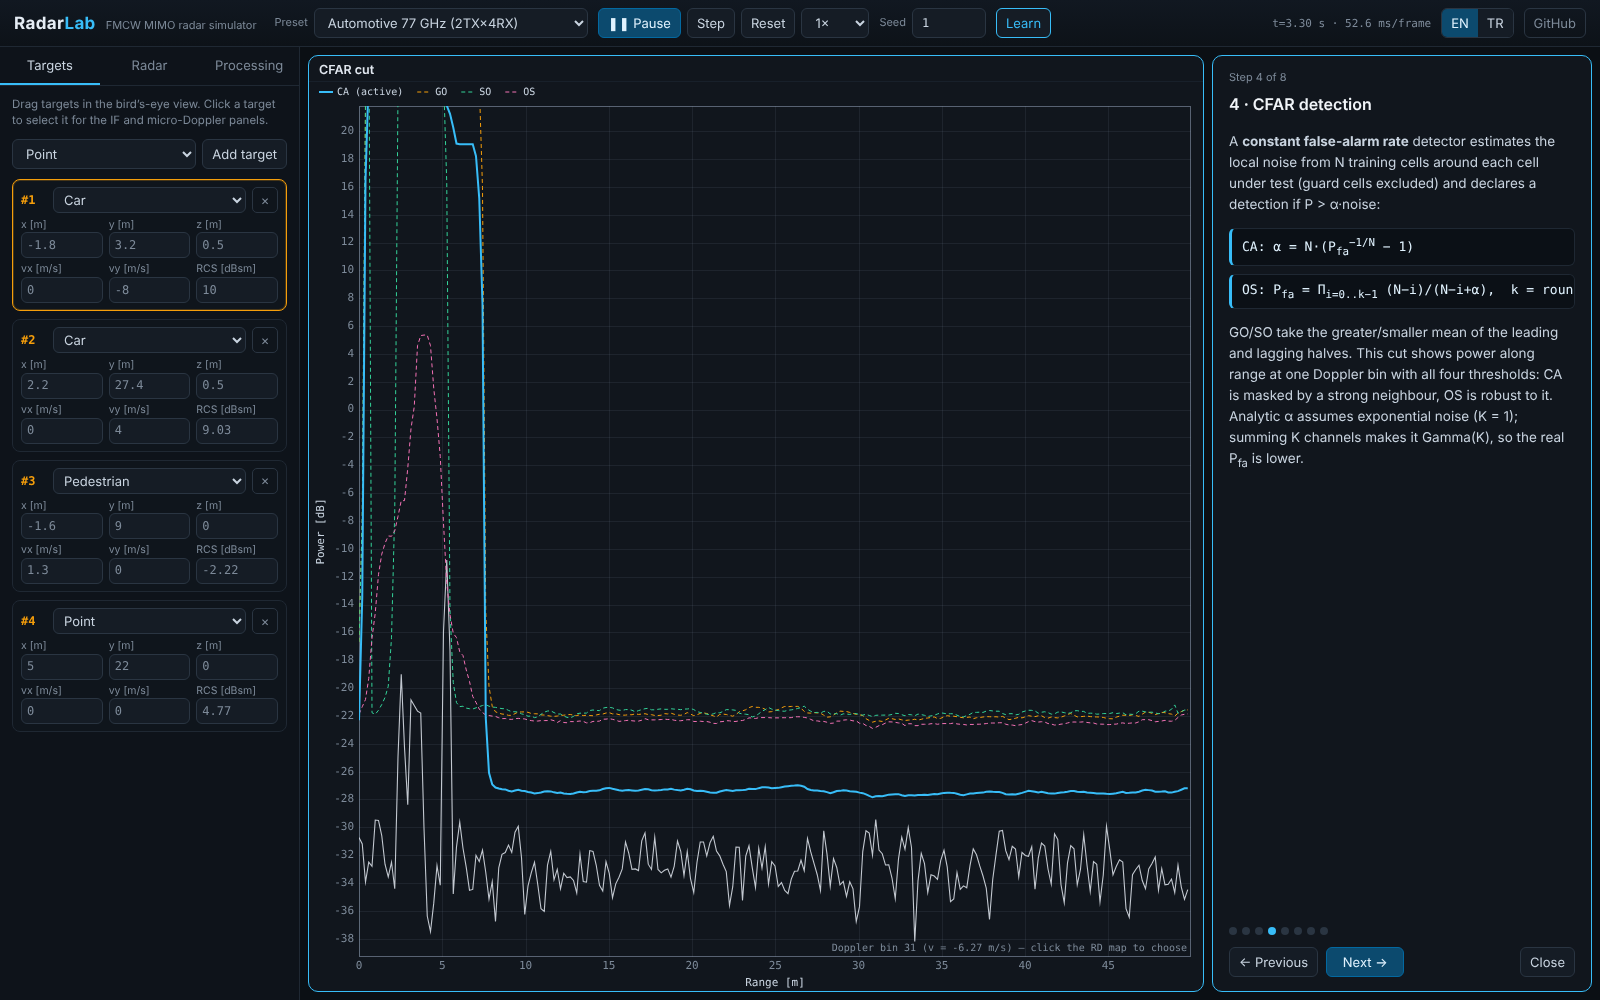 RadarLab FMCW MIMO radar simulator Preset Automotive 77 GHz (2TX×4RX) ❚❚ Pause Step Reset 1× Seed 1 Learn t=3.30 s · 52.6 ms/frame EN TR GitHub
Targets Radar Processing
Drag targets in the bird's-eye view. Click a target
to select it for the IF and micro-Doppler panels.
Point Add target
#1 Car ×
x [m] y [m] z [m]
-1.8 3.2 0.5
vx [m/s] vy [m/s] RCS [dBsm]
0 -8 10
#2 Car ×
x [m] y [m] z [m]
2.2 27.4 0.5
vx [m/s] vy [m/s] RCS [dBsm]
0 4 9.03
#3 Pedestrian ×
x [m] y [m] z [m]
-1.6 9 0
vx [m/s] vy [m/s] RCS [dBsm]
1.3 0 -2.22
#4 Point ×
x [m] y [m] z [m]
5 22 0
vx [m/s] vy [m/s] RCS [dBsm]
0 0 4.77
CFAR cut
CA (active) GO SO OS
20
18
16
14
12
10
8
6
4
2
0
-2
-4
-6
-8
-10
-12
-14
-16
-18
-20
-22
-24
-26
-28
-30
-32
-34
-36
-38
Power [dB]
Doppler bin 31 (v = -6.27 m/s) — click the RD map to choose
0 5 10 15 20 25 30 35 40 45
Range [m]
Step 4 of 8
4 · CFAR detection
A constant false-alarm rate detector estimates the
local noise from N training cells around each cell
under test (guard cells excluded) and declares a
detection if P > α·noise:
CA: α = N·(Pfa−1/N − 1)
OS: Pfa = Πi=0..k−1 (N−i)/(N−i+α), k = roun
GO/SO take the greater/smaller mean of the leading
and lagging halves. This cut shows power along
range at one Doppler bin with all four thresholds: CA
is masked by a strong neighbour, OS is robust to it.
Analytic α assumes exponential noise (K = 1);
summing K channels makes it Gamma(K), so the real
Pfa is lower.
← Previous Next → Close